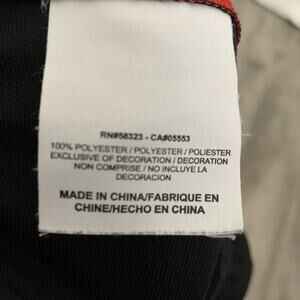 RN#56323 - CA#05553
100% POLYESTER / POLYESTER / POLIESTER
EXCLUSIVE OF DECORATION / DECORATION
NON COMPRISE / NO INCLUYE LA
DECORACION
MADE IN CHINA/FABRIQUE EN
CHINE/HECHO EN CHINA